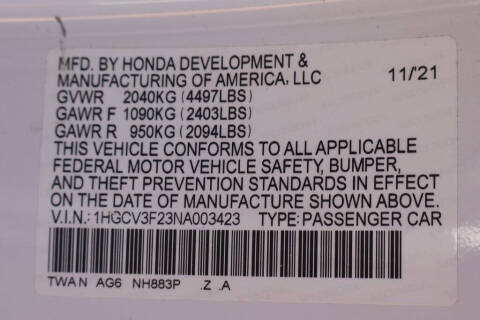 MFD. BY HONDA DEVELOPMENT &
MANUFACTURING OF AMERICA, LLC 11/'21
GVWR 2040KG (4497LBS)
GAWR F 1090KG (2403LBS)
GAWR R 950KG (2094LBS)
THIS VEHICLE CONFORMS TO ALL APPLICABLE
FEDERAL MOTOR VEHICLE SAFETY, BUMPER,
AND THEFT PREVENTION STANDARDS IN EFFECT
ON THE DATE OF MANUFACTURE SHOWN ABOVE.
V.I.N.: 1HGCV3F23NA003423 TYPE: PASSENGER CAR
TWAN AG6 NH883P .Z .A